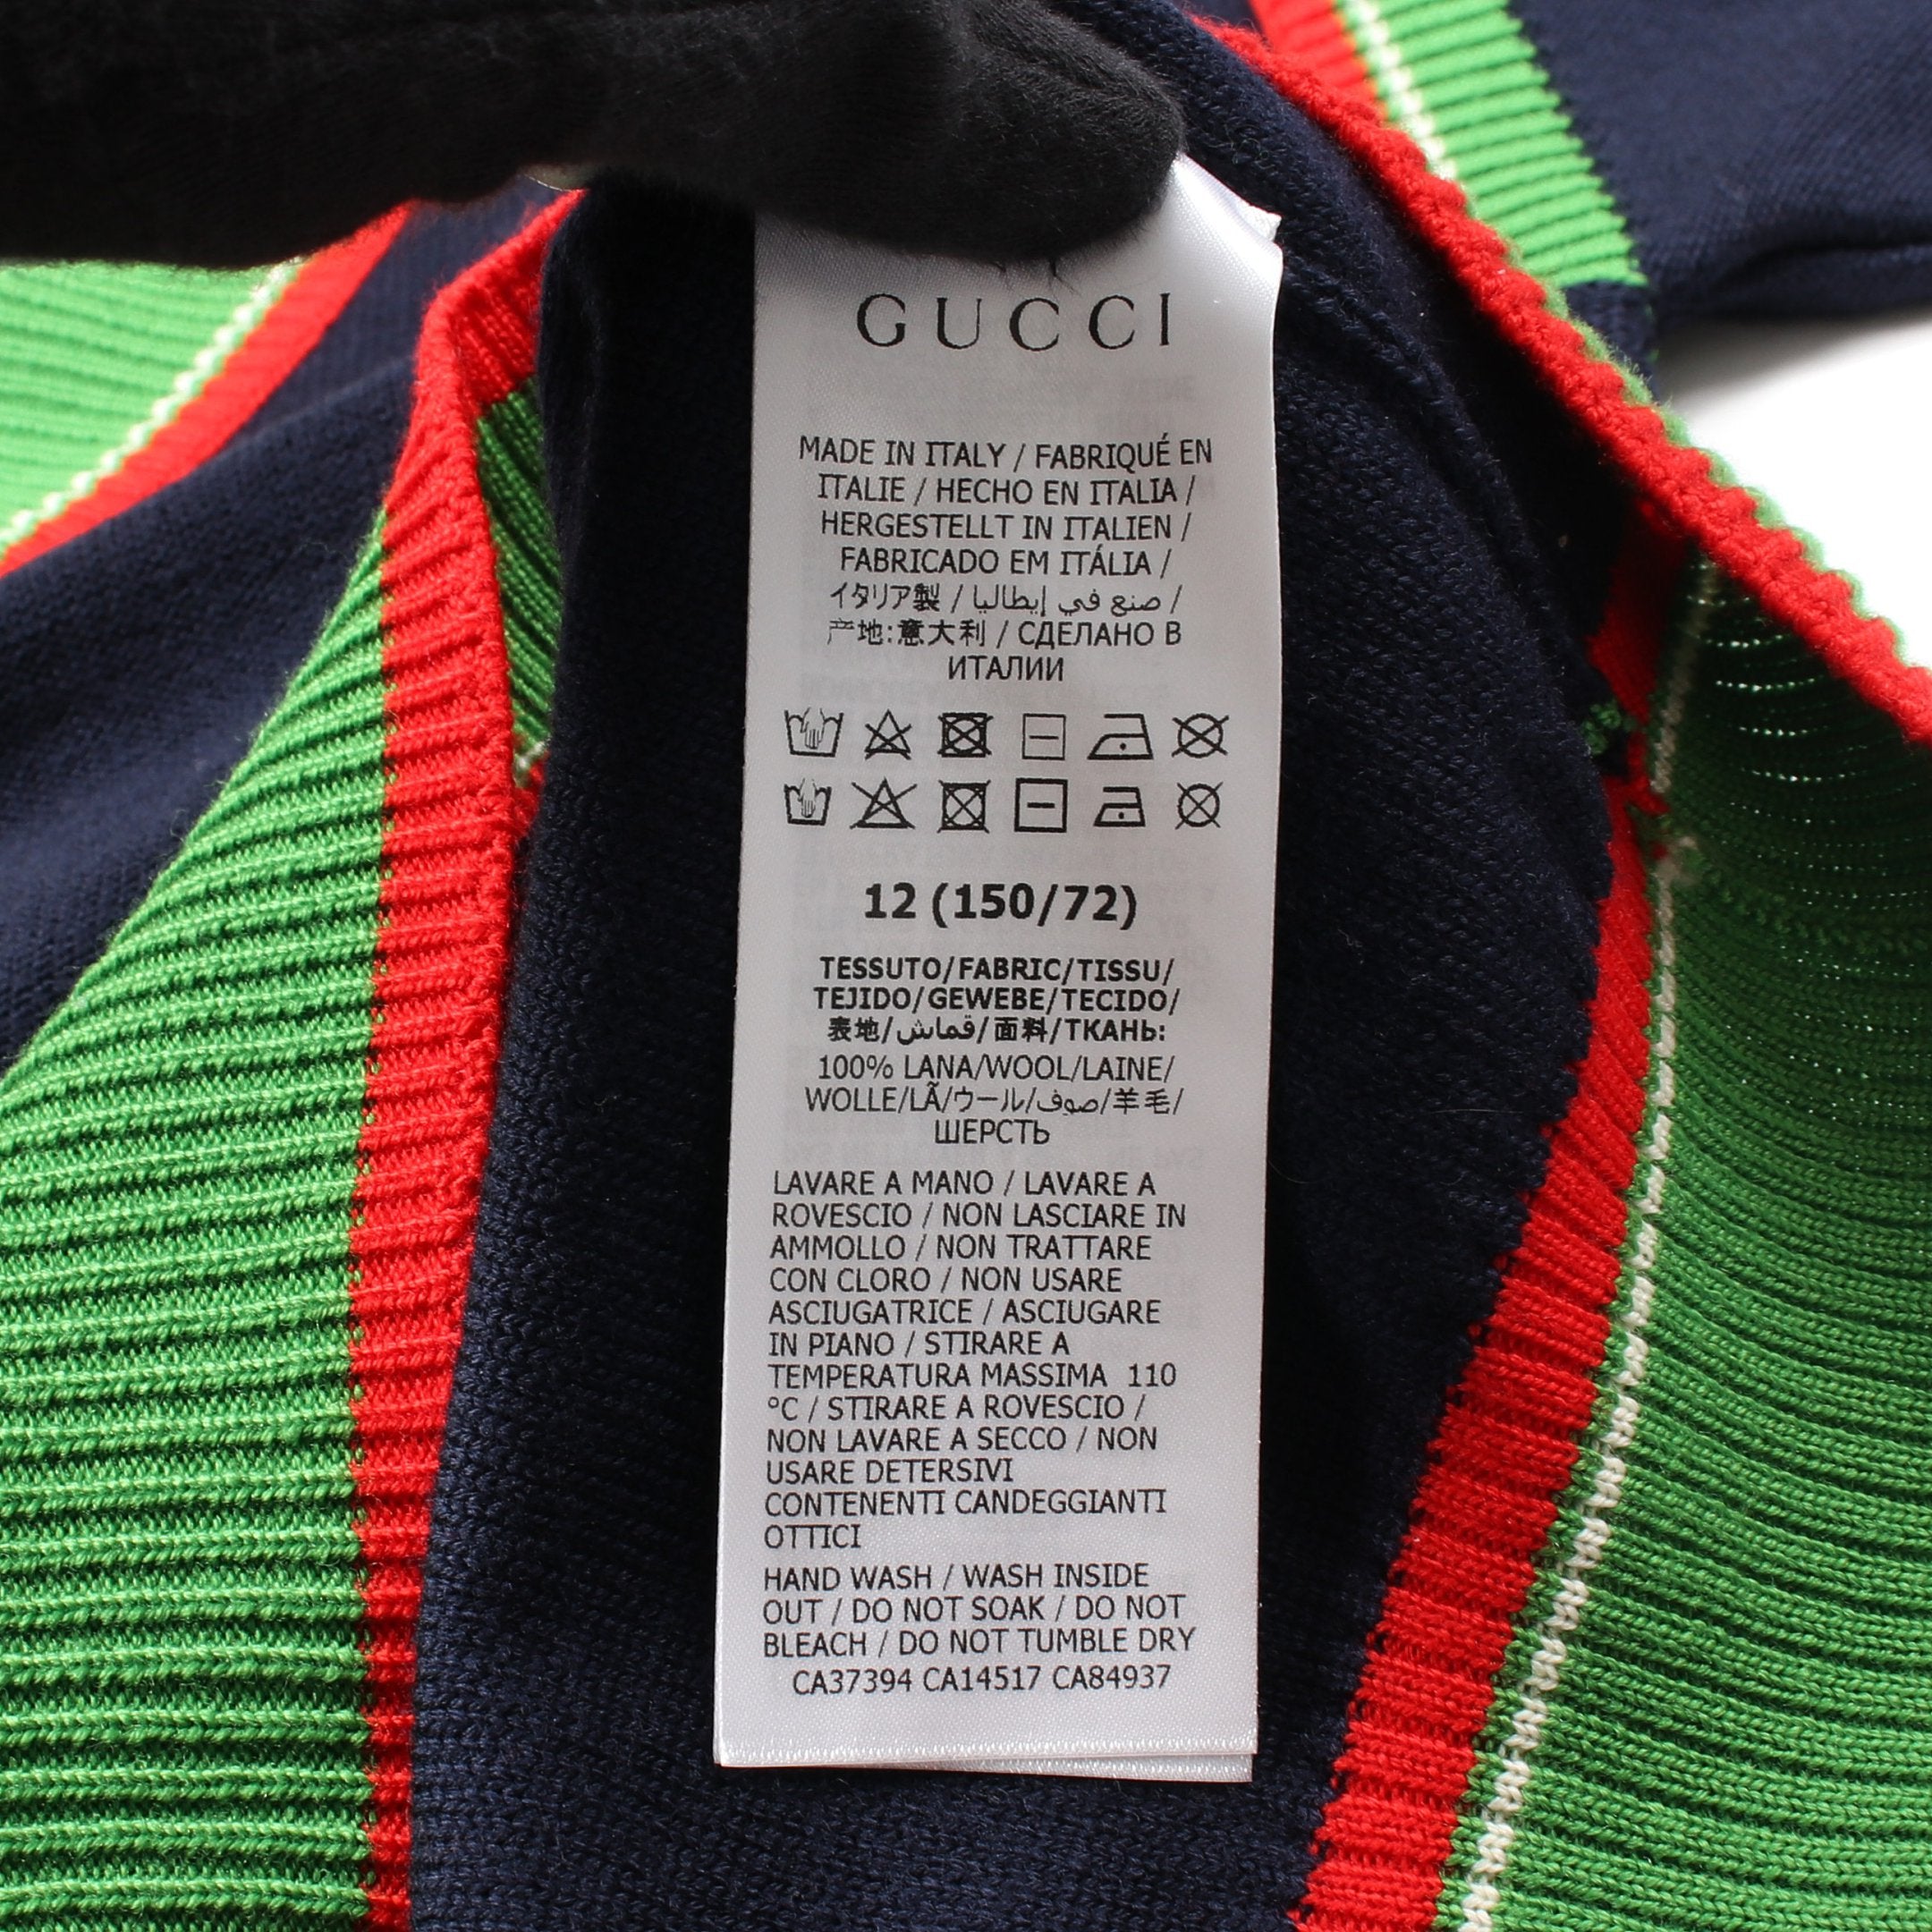 GUCCI
MADE IN ITALY / FABRIQUÉ EN
ITALIE / HECHO EN ITALIA /
HERGESTELLT IN ITALIEN /
FABRICADO EM ITÁLIA /
イタリア製 / صنع في إيطاليا /
产地:意大利 / СДЕЛАНО В
ИТАЛИИ
12 (150/72)
TESSUTO/FABRIC/TISSU/
TEJIDO/GEWEBE/TECIDO/
表地/قماش/面料/ТКАНЬ:
100% LANA/WOOL/LAINE/
WOLLE/LÃ/ウール/صوف/羊毛/
ШЕРСТЬ
LAVARE A MANO / LAVARE A
ROVESCIO / NON LASCIARE IN
AMMOLLO / NON TRATTARE
CON CLORO / NON USARE
ASCIUGATRICE / ASCIUGARE
IN PIANO / STIRARE A
TEMPERATURA MASSIMA 110
°C / STIRARE A ROVESCIO /
NON LAVARE A SECCO / NON
USARE DETERSIVI
CONTENENTI CANDEGGIANTI
OTTICI
HAND WASH / WASH INSIDE
OUT / DO NOT SOAK / DO NOT
BLEACH / DO NOT TUMBLE DRY
CA37394 CA14517 CA84937